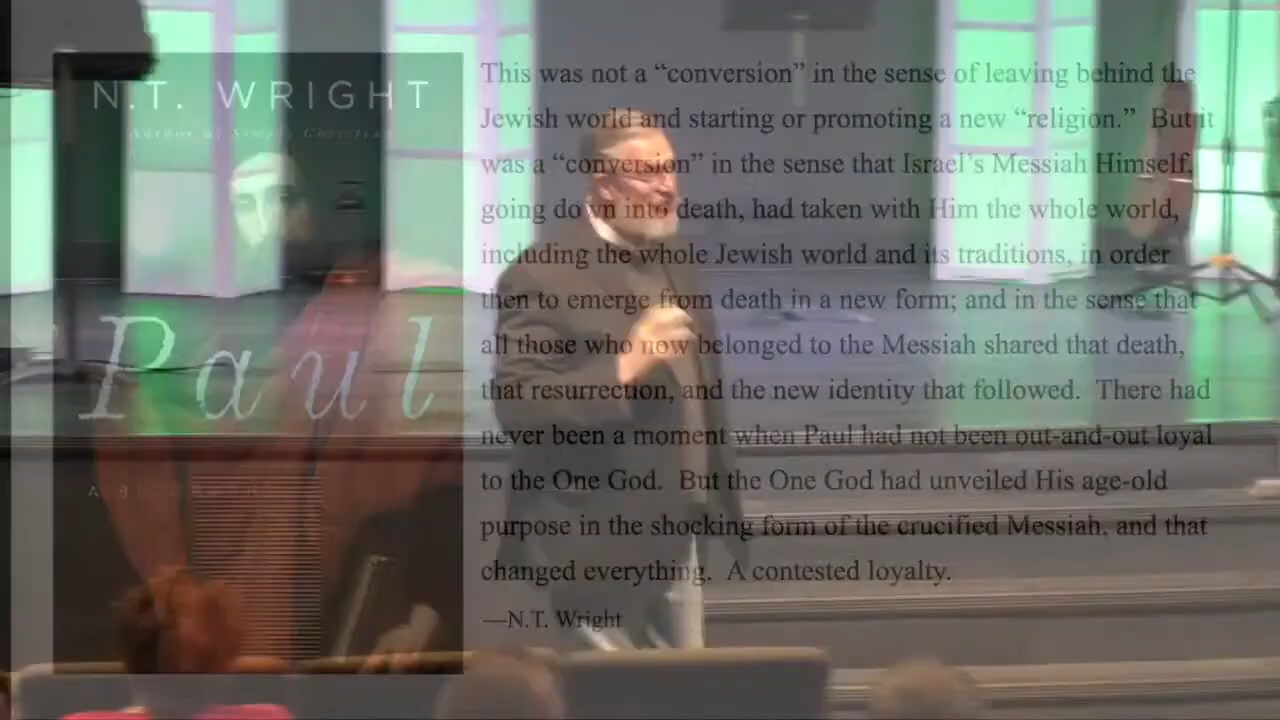 N.T. WRIGHT
Author of Simply Christian
Paul
A BIOGRAPHY
This was not a “conversion” in the sense of leaving behind the
Jewish world and starting or promoting a new “religion.”  But it
was a “conversion” in the sense that Israel’s Messiah Himself,
going down into death, had taken with Him the whole world,
including the whole Jewish world and its traditions, in order
then to emerge from death in a new form; and in the sense that
all those who now belonged to the Messiah shared that death,
that resurrection, and the new identity that followed.  There had
never been a moment when Paul had not been out-and-out loyal
to the One God.  But the One God had unveiled His age-old
purpose in the shocking form of the crucified Messiah, and that
changed everything.  A contested loyalty.
—N.T. Wright